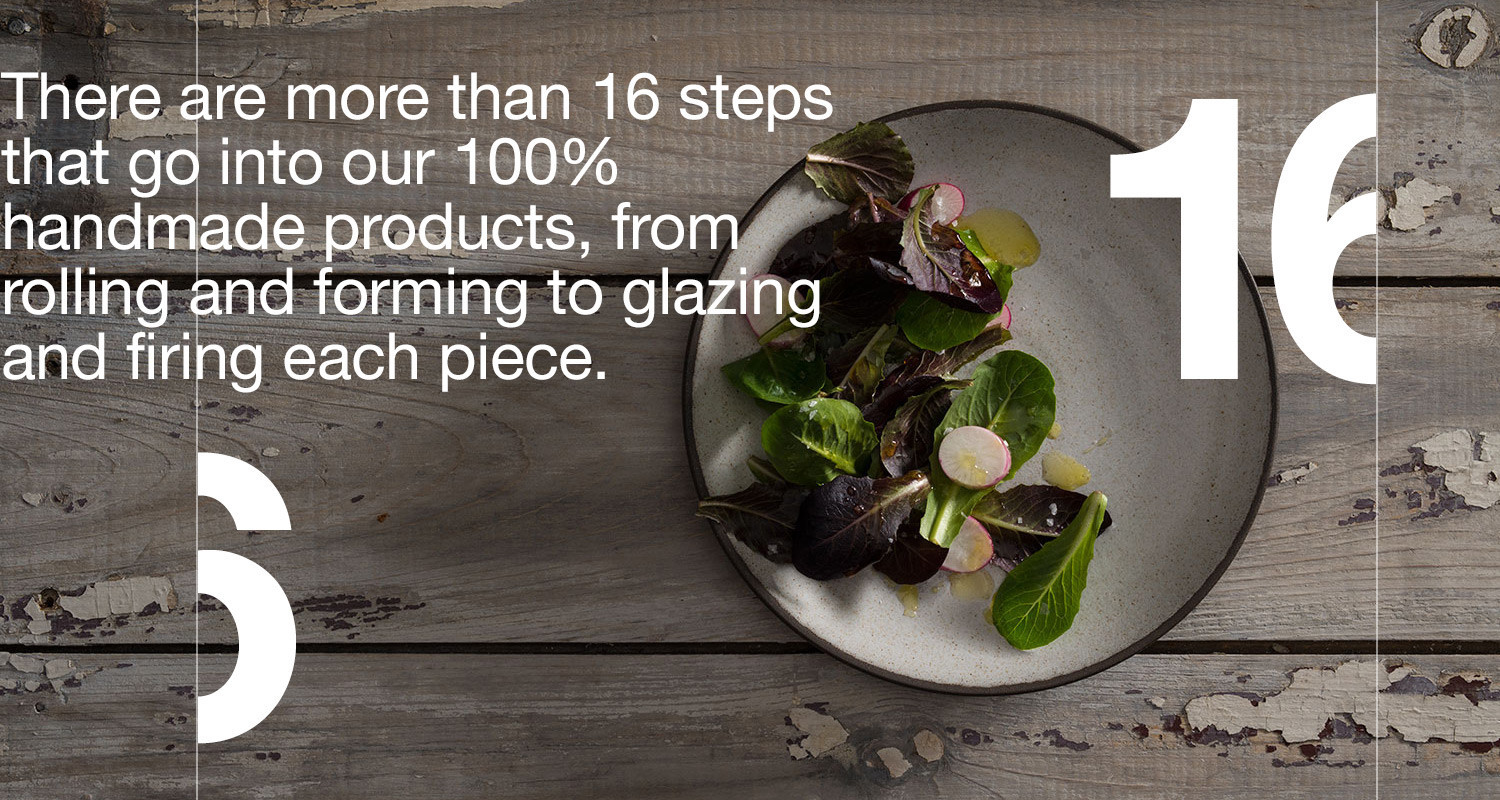 There are more than 16 steps
that go into our 100%
handmade products, from
rolling and forming to glazing
and firing each piece.
16
6